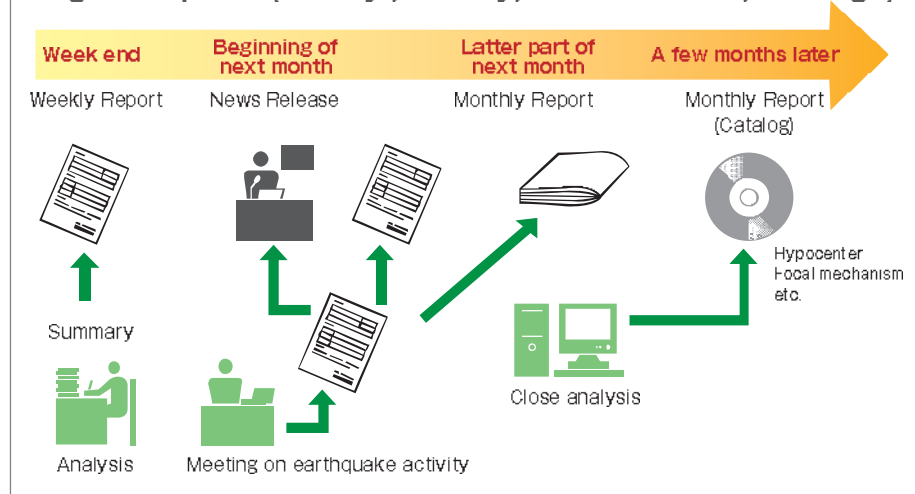 Week end
Beginning of
next month
Latter part of
next month
A few months later
Weekly Report
News Release
Monthly Report
Monthly Report
(Catalog)
Hypocenter
Focal mechanism
etc.
Summary
Close analysis
Analysis
Meeting on earthquake activity